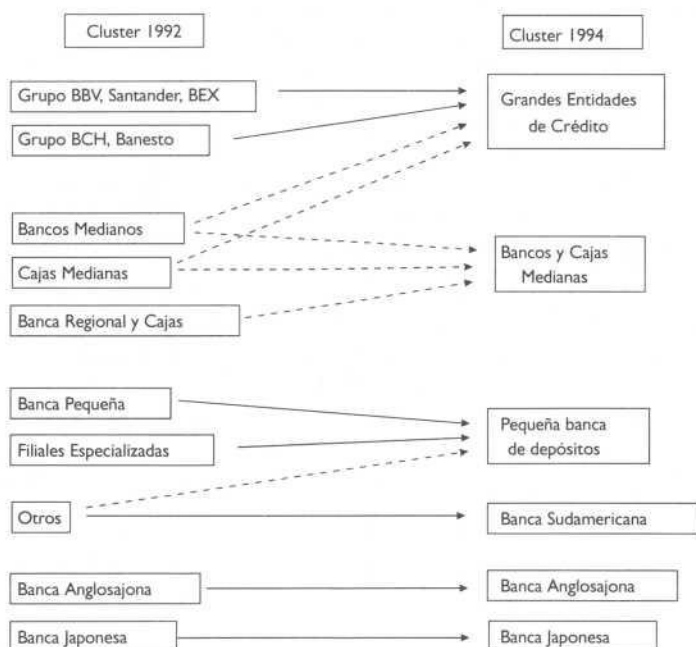 Cluster 1992
Cluster 1994
Grupo BBV, Santander, BEX
Grandes Entidades
de Crédito
Grupo BCH, Banesto
Bancos Medianos
Bancos y Cajas
Medianas
Cajas Medianas
Banca Regional y Cajas
Banca Pequeña
Pequeña banca
de depósitos
Filiales Especializadas
Otros
Banca Sudamericana
Banca Anglosajona
Banca Anglosajona
Banca Japonesa
Banca Japonesa